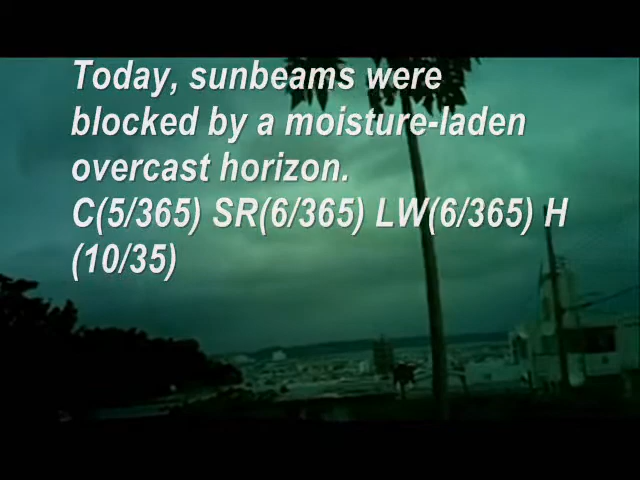 Today, sunbeams were
blocked by a moisture-laden
overcast horizon.
C(5/365) SR(6/365) LW(6/365) H
(10/35)